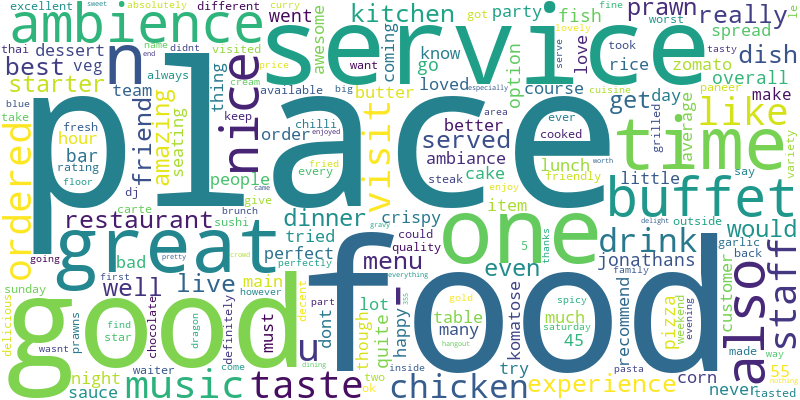 excellent
sweet
absolutely
different
curry
ambience
service
went
kitchen
party
got
fish
prawn
really
fine
le
thai
dessert
name
didnt
visited
price
awesome
coming
know
lovely
worst
spread
tasty
best
veg
end
n
nice
cream
want
go
serve
love
took
rice
zomato
dish
starter
always
thing
available
big
loved
especially
option
course
cuisine
overall
paneer
blue
team
keep
butter
order
place
get
day
make
take
fresh
hour
bar
rating
floor
friend
amazing
seating
chilli
enjoyed
better
served
ambiance
area
ever
cooked
like
time
average
grilled
variety
ordered
dj
people
every
fried
came
visit
steak
cake
lunch
friendly
worth
little
say
carte
brunch
give
sushi
restaurant
dinner
crispy
item
enjoy
buffet
going
great
bad
tried
perfect
gravy
could
quality
one
5
thanks
drink
delight
outside
would
garlic
back
pretty
crowd
perfectly
menu
everything
even
jonathans
family
customer
also
staff
first
well
live
main
however
part
-
555
gold
spicy
komatose
recommend
pizza
weekend
evening
sunday
delicious
good
chocolate
definitely
must
decent
u
dont
though
lot
quite
happy
table
many
much
saturday
45
prawns
find
star
dragon
food
hangout
wasnt
waiter
come
dining
two
ok
inside
try
pasta
corn
never
made
way
55
nothing
night
sauce
music
taste
chicken
experience
tasted